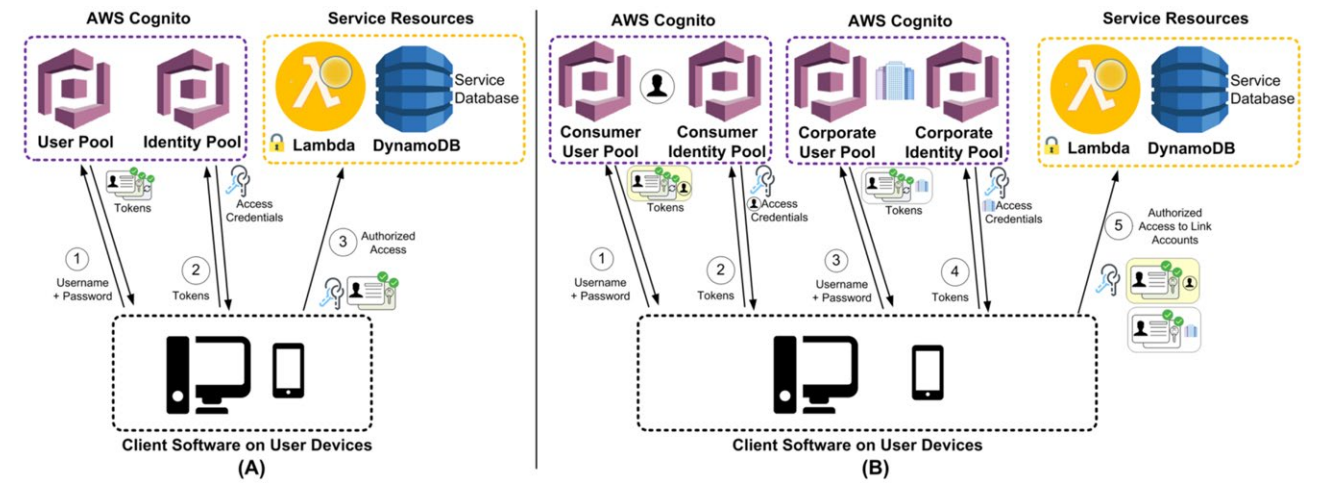 AWS Cognito
Service Resources
User Pool
Identity Pool
Lambda
DynamoDB
Service
Database
Tokens
Access
Credentials
1
Username
+ Password
2
Tokens
3
Authorized
Access
Client Software on User Devices
(A)
AWS Cognito
AWS Cognito
Service Resources
Consumer
User Pool
Consumer
Identity Pool
Corporate
User Pool
Corporate
Identity Pool
Lambda
DynamoDB
Service
Database
Tokens
Access
Credentials
Tokens
Access
Credentials
1
Username
+ Password
2
Tokens
3
Username
+ Password
4
Tokens
5
Authorized
Access to Link
Accounts
Client Software on User Devices
(B)